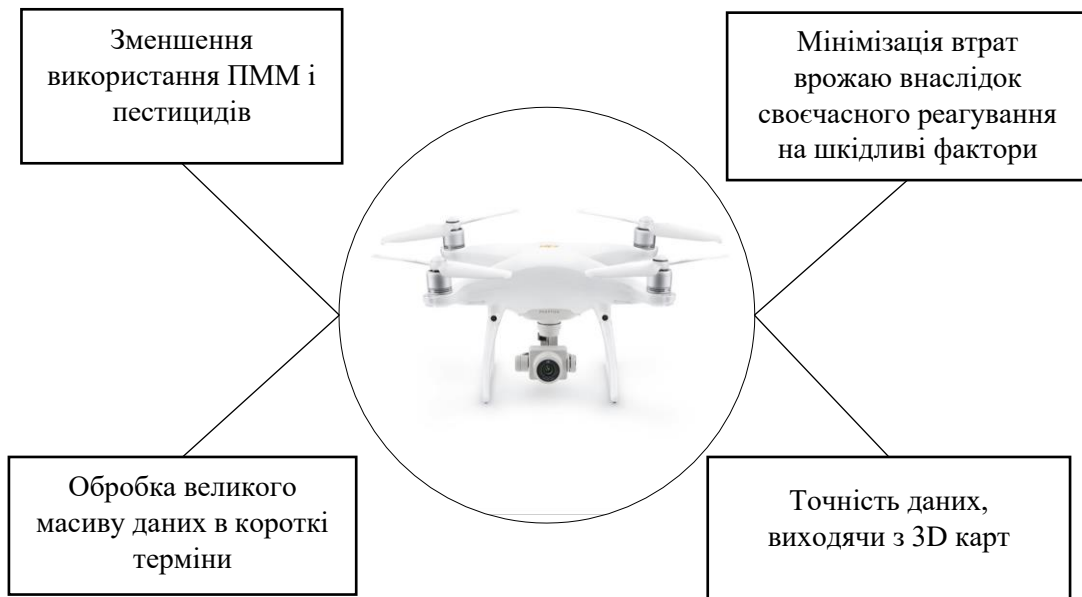 Зменшення
використання ПММ і
пестицидів
Мінімізація втрат
врожаю внаслідок
своєчасного реагування
на шкідливі фактори
Обробка великого
масиву даних в короткі
терміни
Точність даних,
виходячи з 3D карт